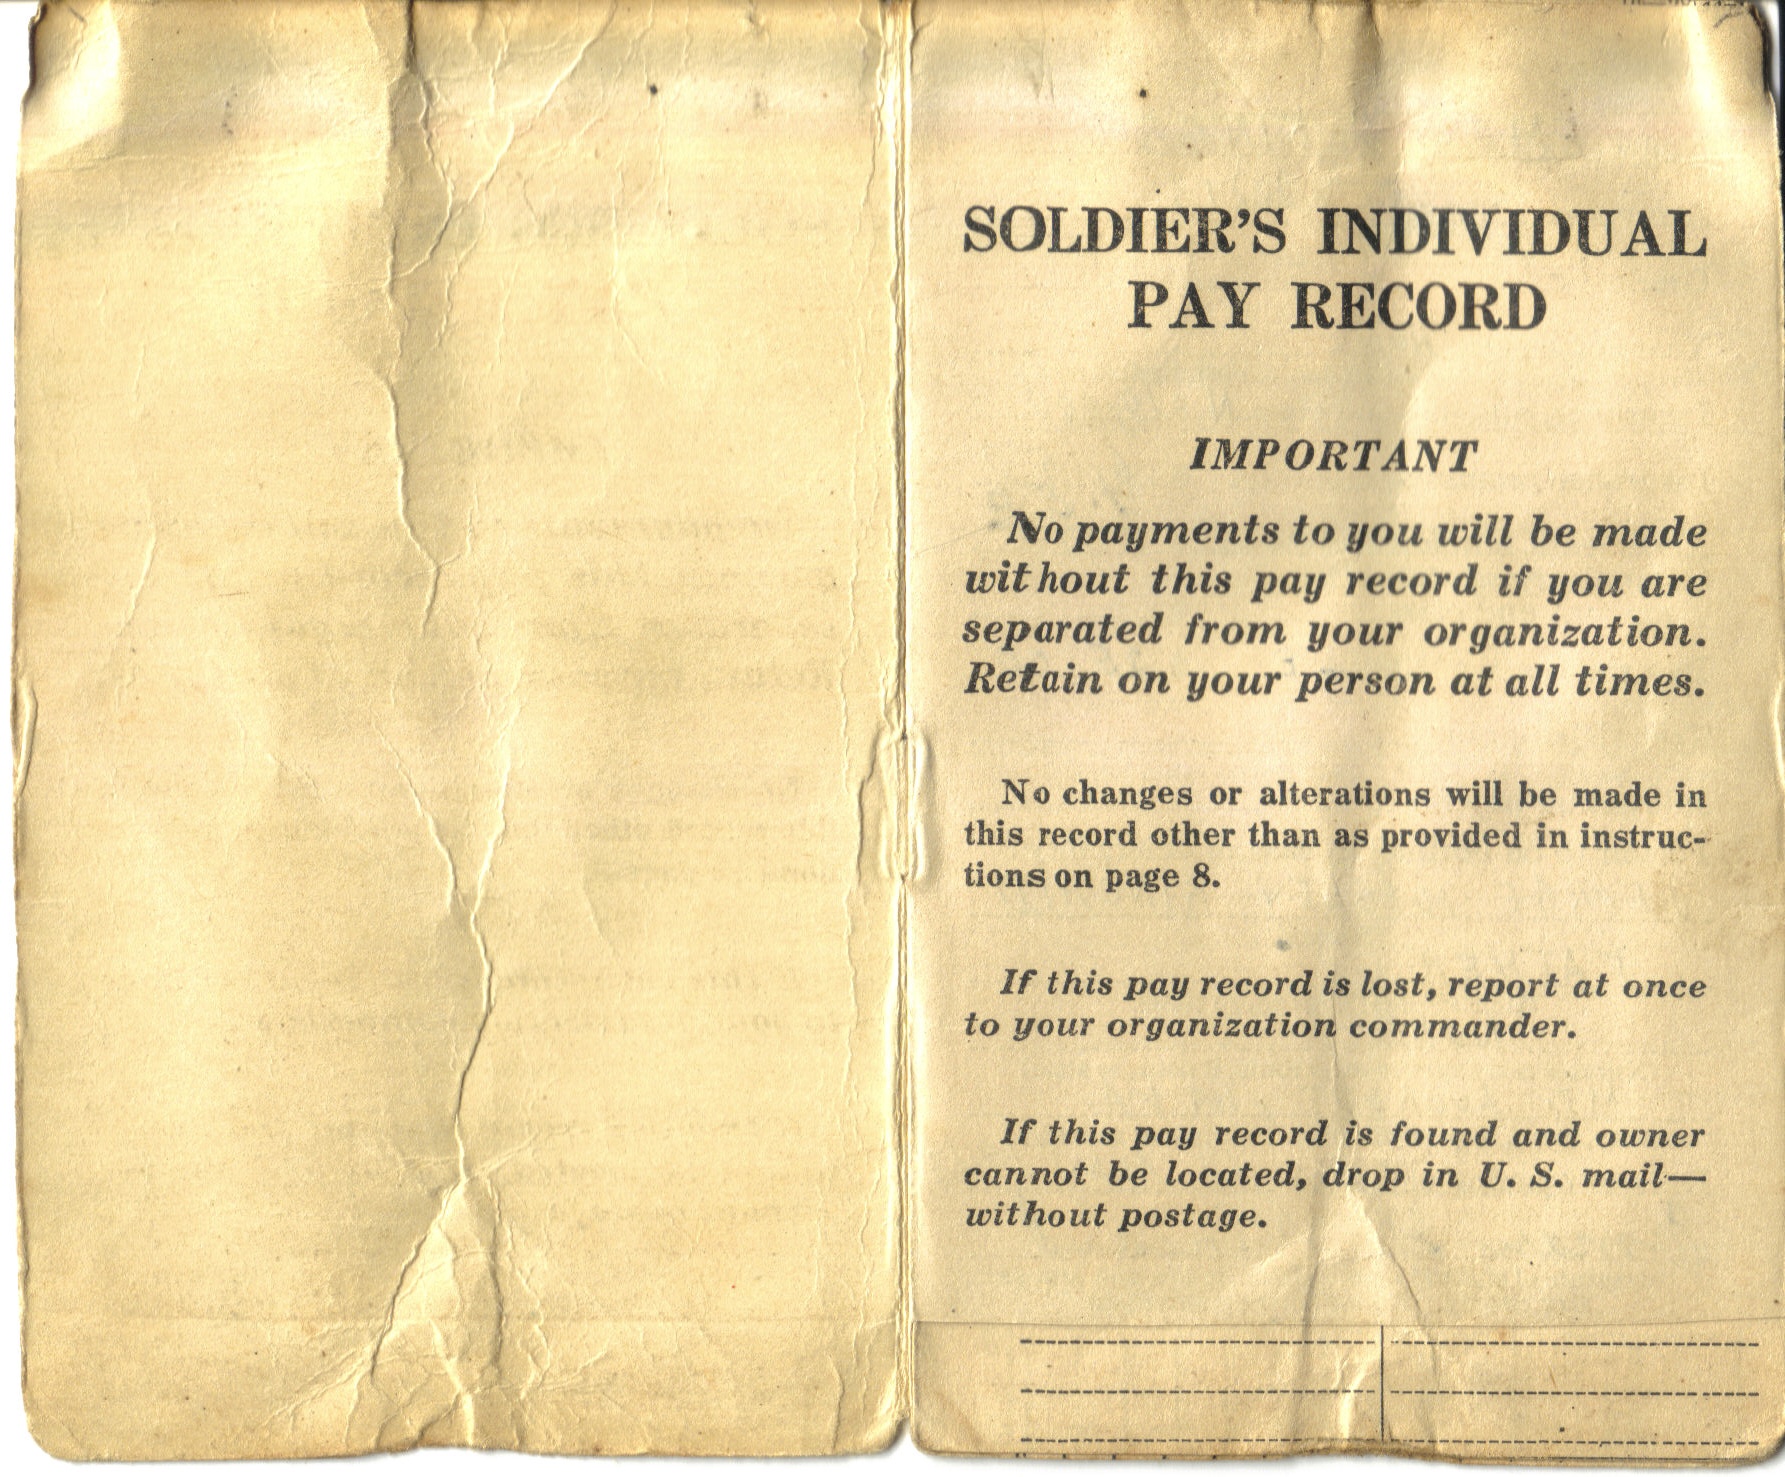 SOLDIER'S INDIVIDUAL
PAY RECORD
IMPORTANT
No payments to you will be made
without this pay record if you are
separated from your organization.
Retain on your person at all times.
No changes or alterations will be made in
this record other than as provided in instruc-
tions on page 8.
If this pay record is lost, report at once
to your organization commander.
If this pay record is found and owner
cannot be located, drop in U. S. mail—
without postage.